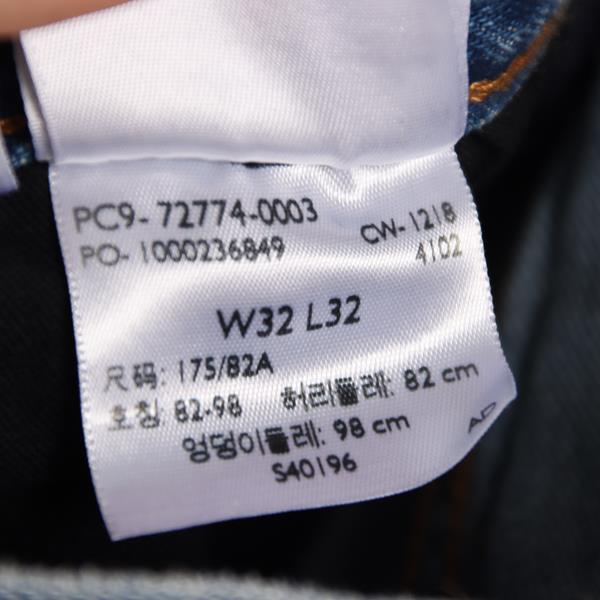 PC9- 72774-0003
PO- 1000236849 CW- 1218
4102
W32 L32
尺码: 175/82A
호칭 82-98 허리둘레: 82 cm
엉덩이둘레: 98 cm
S40196
AD